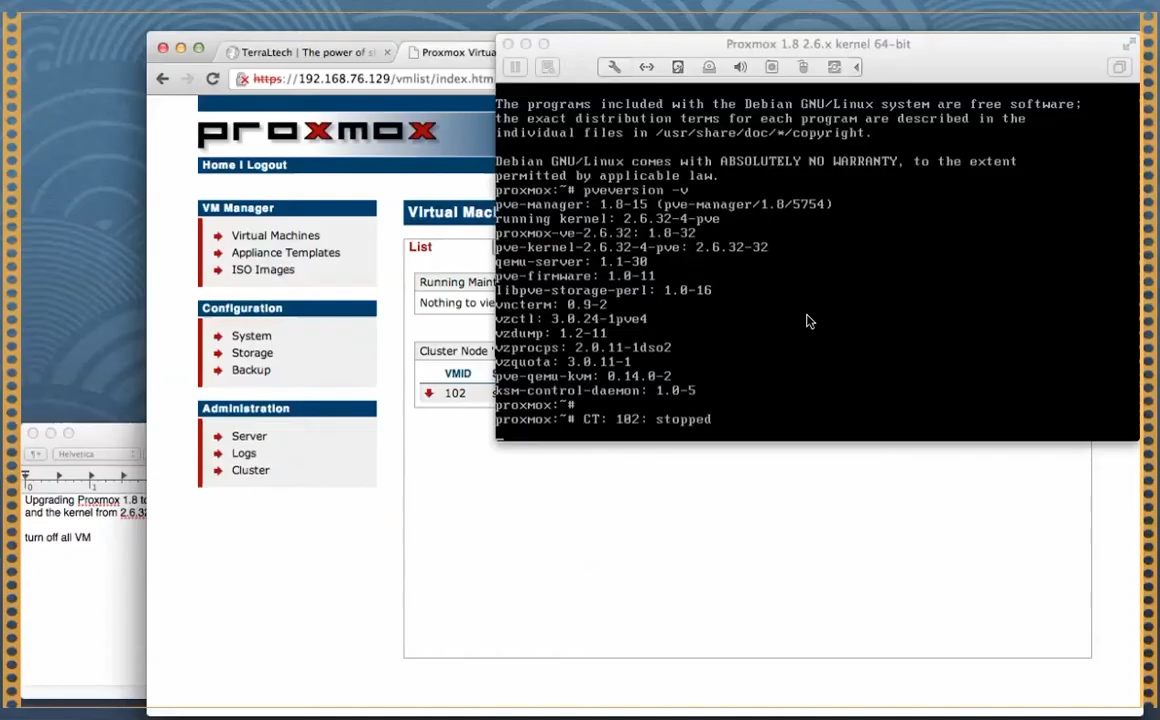 TerraLtech | The power of s
Proxmox Virtua
https://192.168.76.129/vmlist/index.htm
proxmox
Home | Logout
VM Manager
Virtual Machines
Appliance Templates
ISO Images
Configuration
System
Storage
Backup
Administration
Server
Logs
Cluster
Virtual Mac
List
Running Main
Nothing to vie
Cluster Node '
VMID
102
Proxmox 1.8 2.6.x kernel 64-bit
The programs included with the Debian GNU/Linux system are free software;
the exact distribution terms for each program are described in the
individual files in /usr/share/doc/*/copyright.
Debian GNU/Linux comes with ABSOLUTELY NO WARRANTY, to the extent
permitted by applicable law.
proxmox:~# pveversion -v
pve-manager: 1.8-15 (pve-manager/1.8/5754)
running kernel: 2.6.32-4-pve
proxmox-ve-2.6.32: 1.8-32
pve-kernel-2.6.32-4-pve: 2.6.32-32
qemu-server: 1.1-30
pve-firmware: 1.0-11
libpve-storage-perl: 1.0-16
vncterm: 0.9-2
vzctl: 3.0.24-1pve4
vzdump: 1.2-11
vzprocps: 2.0.11-1dso2
vzquota: 3.0.11-1
pve-qemu-kvm: 0.14.0-2
ksm-control-daemon: 1.0-5
proxmox:~#
proxmox:~# CT: 102: stopped
Helvetica
0 1
Upgrading Proxmox 1.8 to
and the kernel from 2.6.32
turn off all VM